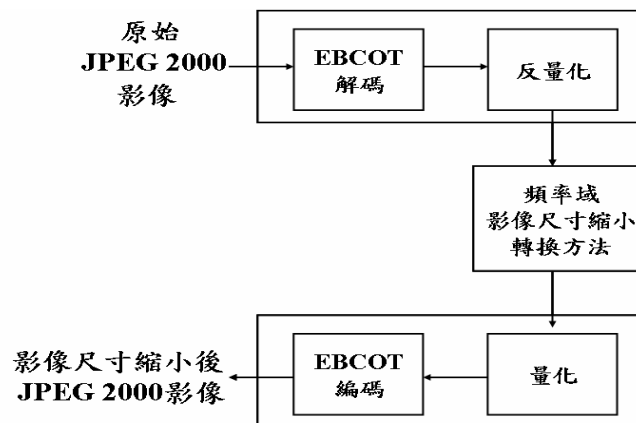 原始
JPEG 2000
影像
EBCOT
解碼
反量化
頻率域
影像尺寸縮小
轉換方法
影像尺寸縮小後
JPEG 2000影像
EBCOT
編碼
量化